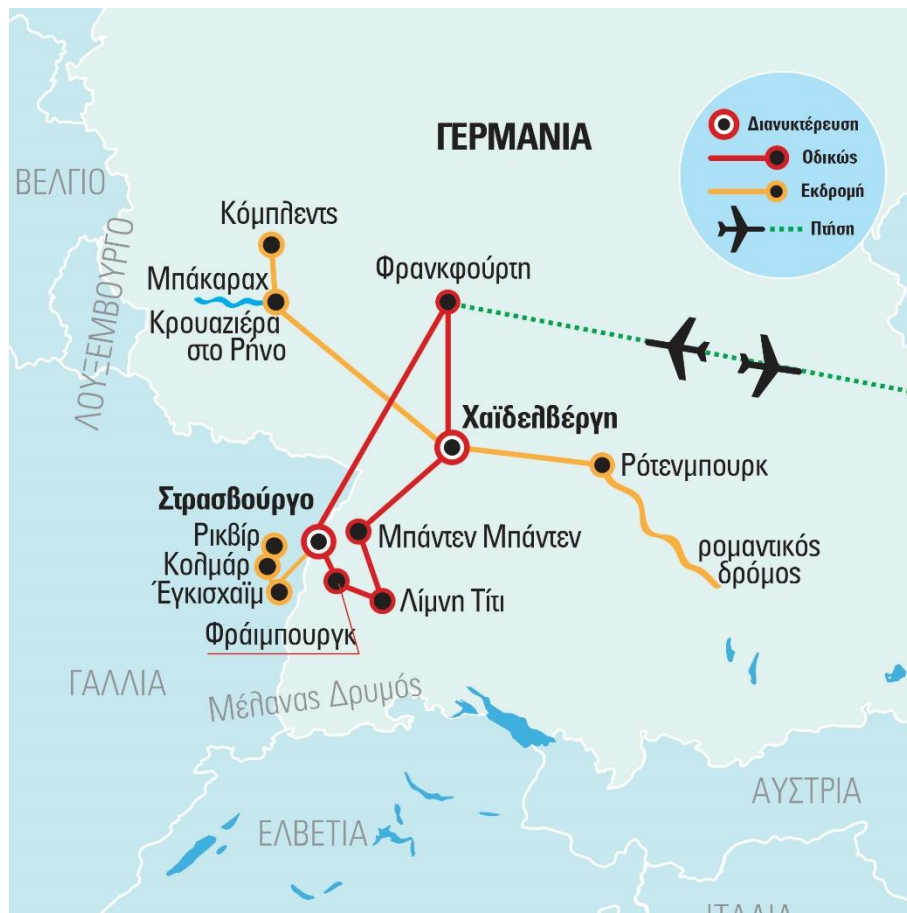 ΓΕΡΜΑΝΙΑ
Διανυκτέρευση
Οδικώς
Εκδρομή
Πτήση
ΒΕΛΓΙΟ
ΛΟΥΞΕΜΒΟΥΡΓΟ
Κόμπλεντς
Μπάκαραχ
Κρουαζιέρα
στο Ρήνο
Φρανκφούρτη
Χαϊδελβέργη
Ρότενμπουρκ
ρομαντικός
δρόμος
Στρασβούργο
Ρικβίρ
Κολμάρ
Έγκισχαϊμ
Μπάντεν Μπάντεν
Λίμνη Τίτι
Φράιμπουργκ
ΓΑΛΛΙΑ
Μέλανας Δρυμός
ΕΛΒΕΤΙΑ
ΑΥΣΤΡΙΑ
ΙΤΑΛΙΑ